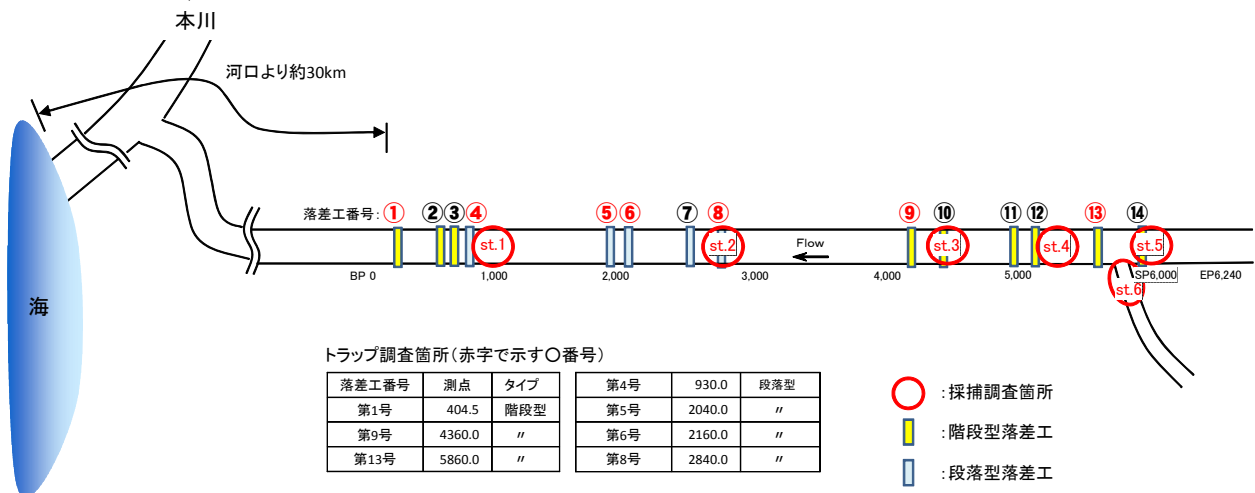 本川
河口より約30km
落差工番号:
① ② ③ ④ ⑤ ⑥ ⑦ ⑧ ⑨ ⑩ ⑪ ⑫ ⑬ ⑭
st.1 st.2 Flow st.3 st.4 st.5
BP 0 1,000 2,000 3,000 4,000 5,000 SP6,000 EP6,240
st.6
海
トラップ調査箇所(赤字で示す〇番号)
落差工番号 測点 タイプ 第4号 930.0 段落型
第1号 404.5 階段型 第5号 2040.0 〃
第9号 4360.0 〃 第6号 2160.0 〃
第13号 5860.0 〃 第8号 2840.0 〃
:採捕調査箇所
:階段型落差工
:段落型落差工